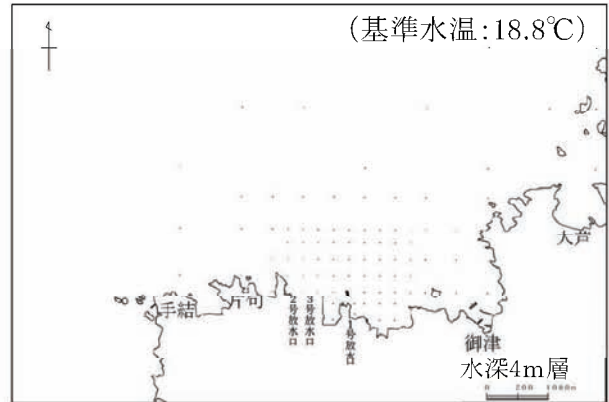 (基準水温:18.8℃)
大芦
手結
片句
2号放水口
3号放水口
1号放水口
御津
水深4m層
0 200 1000m